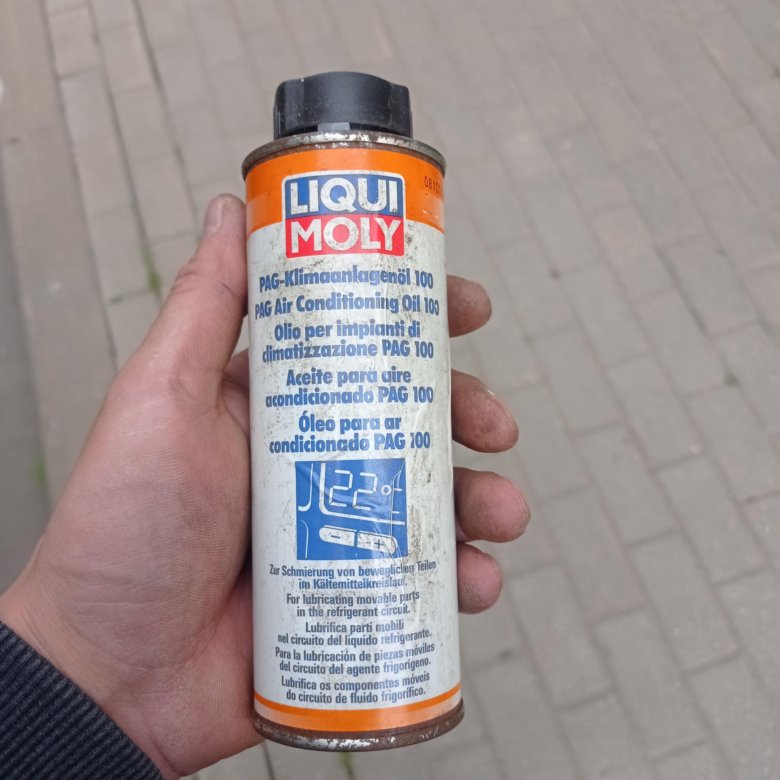 LIQUI
MOLY
PAG-Klimaanlagenöl 100
PAG Air Conditioning Oil 100
Olio per impianti di
climatizzazione PAG 100
Aceite para aire
acondicionado PAG 100
Óleo para ar
condicionado PAG 100
22°
- +
Zur Schmierung von beweglichen Teilen
im Kältemittelkreislauf.
For lubricating movable parts
in the refrigerant circuit.
Lubrifica parti mobili
nel circuito del liquido refrigerante.
Para la lubricación de piezas móviles
del circuito del agente frigorígeno.
Lubrifica os componentes móveis
do circuito de fluido frigorífico.